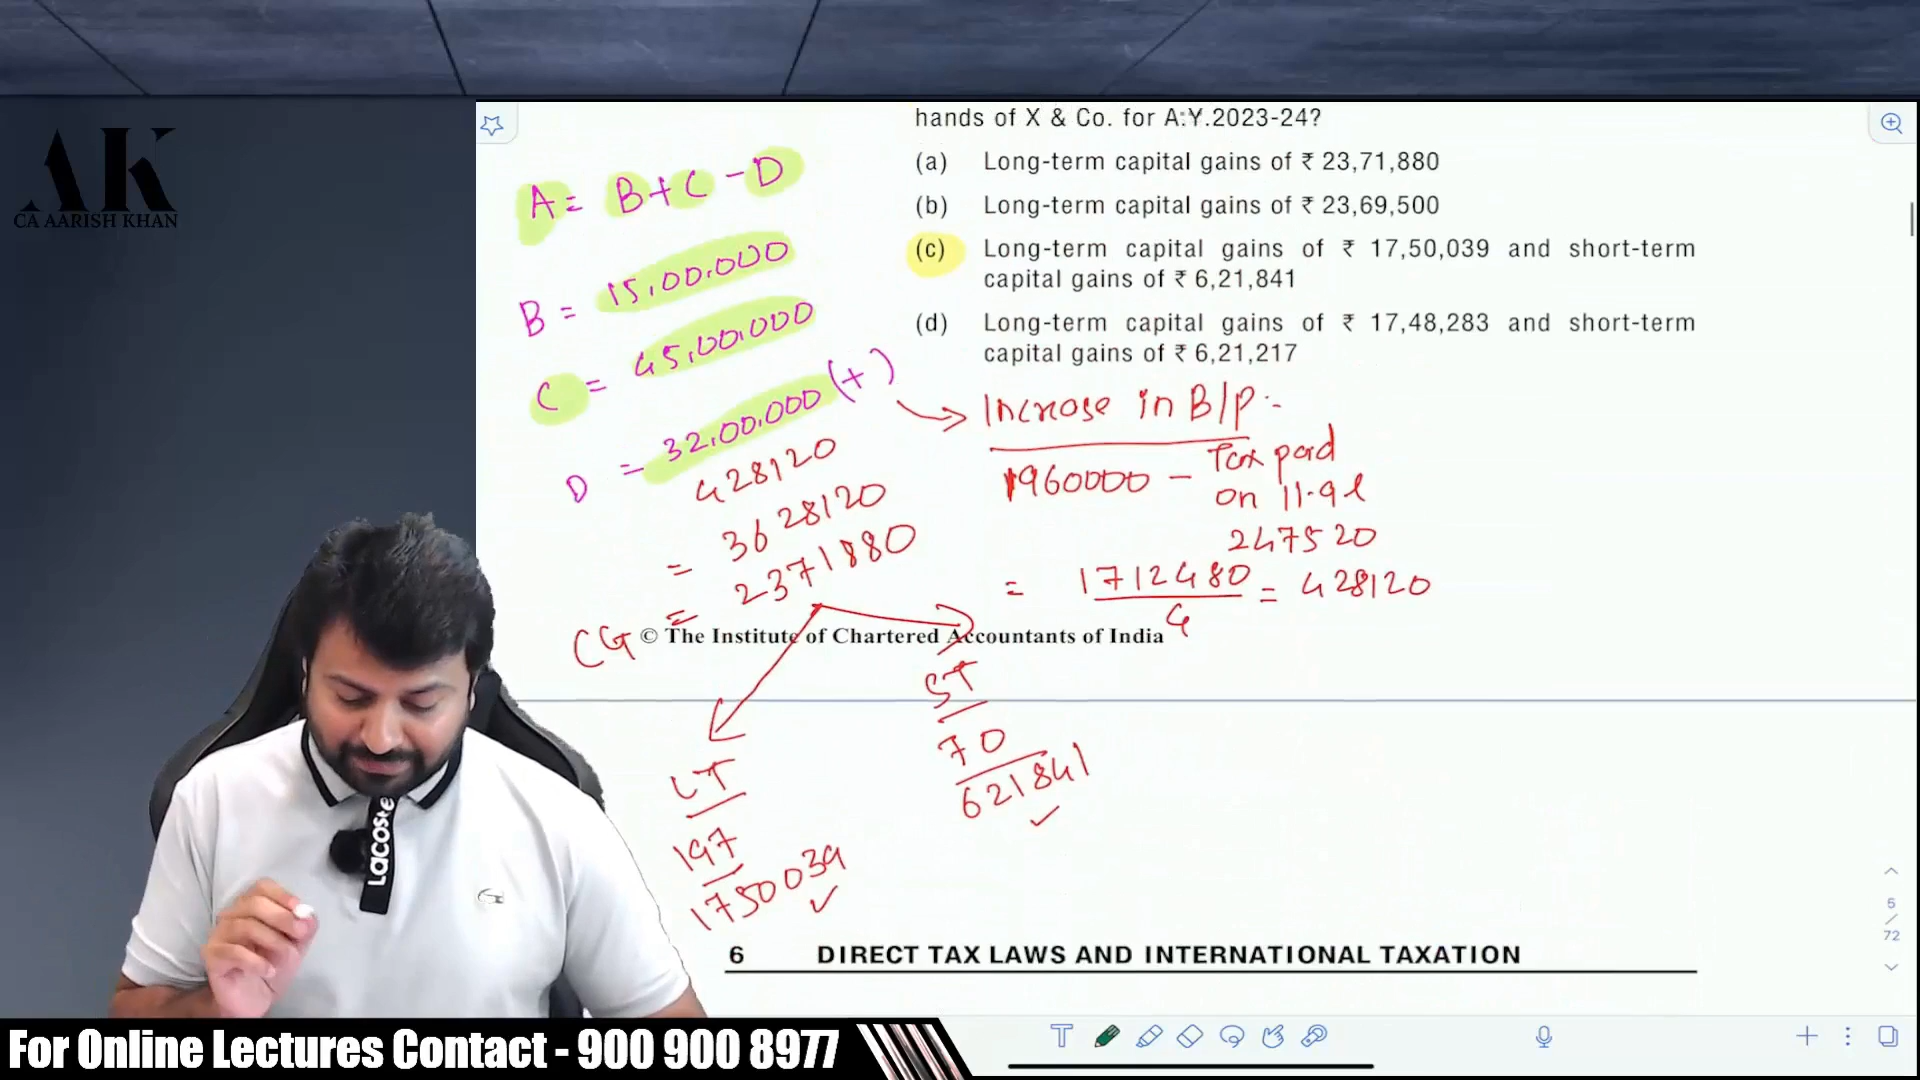 AK
CA AARISH KHAN
hands of X & Co. for A.Y.2023-24?
(a) Long-term capital gains of ₹ 23,71,880
(b) Long-term capital gains of ₹ 23,69,500
(c) Long-term capital gains of ₹ 17,50,039 and short-term
capital gains of ₹ 6,21,841
(d) Long-term capital gains of ₹ 17,48,283 and short-term
capital gains of ₹ 6,21,217
A = B + C - D
B = 15,00,000
C = 45,00,000
D = 32,00,000 (+)
428120
= 3628120
CG = 2371880
Increase in B/P :-
1960000 - Tax paid
on 11.9 l
247520
= 1712480 = 428120
4
© The Institute of Chartered Accountants of India
LT
197
1750039
ST
70
621841
6 DIRECT TAX LAWS AND INTERNATIONAL TAXATION
Lacoste
5
/
72
T
For Online Lectures Contact - 900 900 8977